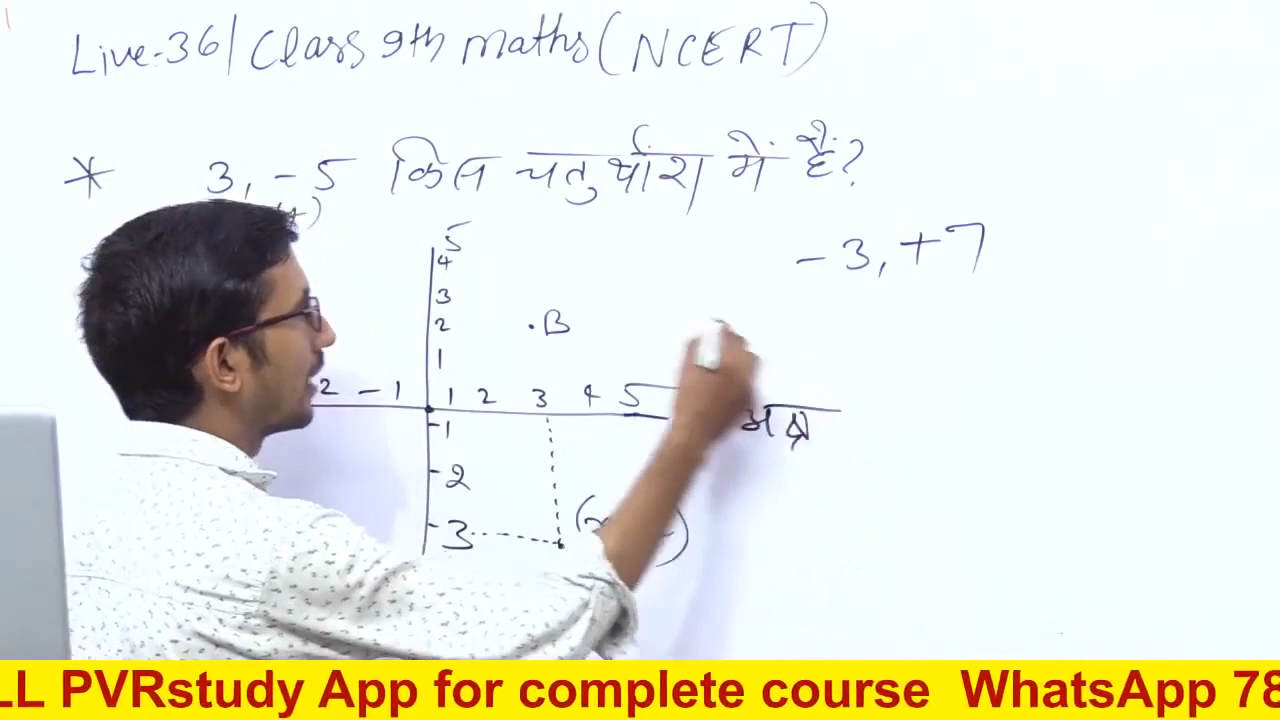 Live-36/ Class 9th maths (NCERT)
* 3, -5 किस चतुर्थांश में है?
-3, +7
5
4
3
2
1
.B
2 -1 1 2 3 4 5
-1
-2
-3
LL PVRstudy App for complete course WhatsApp 78